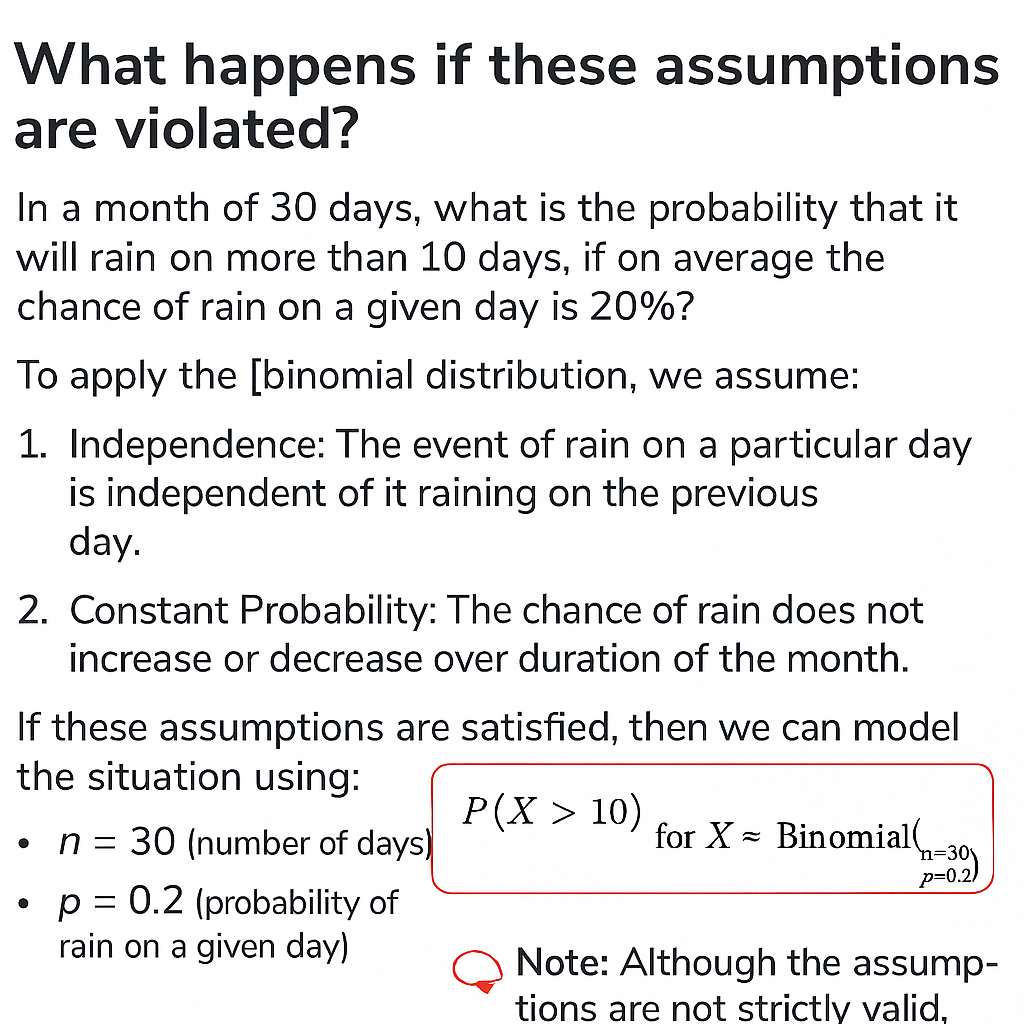 What happens if these assumptions
are violated?
In a month of 30 days, what is the probability that it
will rain on more than 10 days, if on average the
chance of rain on a given day is 20%?
To apply the [binomial distribution, we assume:
1. Independence: The event of rain on a particular day
is independent of it raining on the previous
day.
2. Constant Probability: The chance of rain does not
increase or decrease over duration of the month.
If these assumptions are satisfied, then we can model
the situation using:
• n = 30 (number of days)
• p = 0.2 (probability of
rain on a given day)
P(X > 10)
for X ≈ Binomial(
n=30
p=0.2)
Note: Although the assump-
tions are not strictly valid,